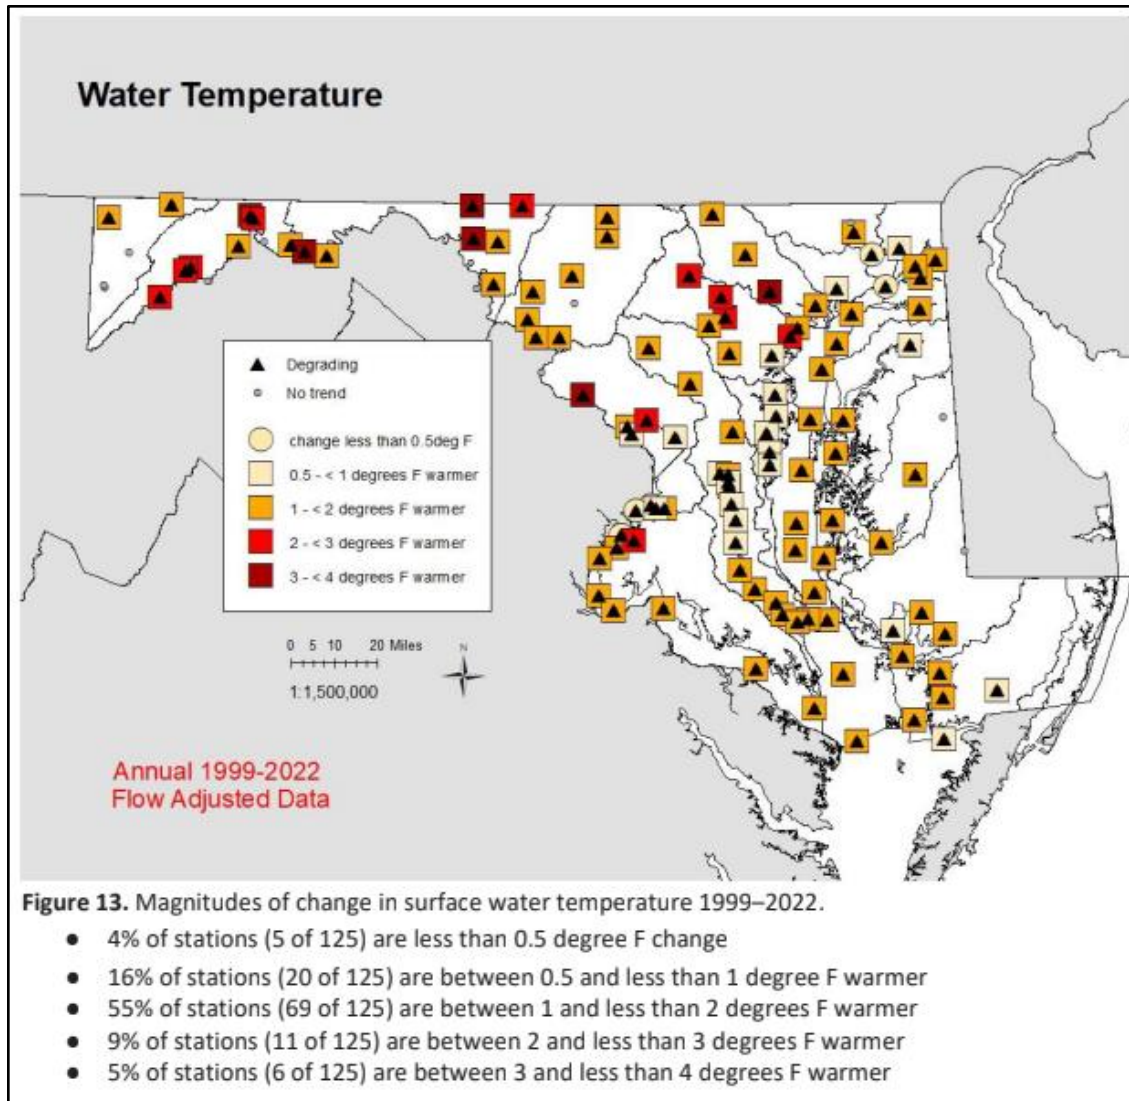 Water Temperature
Degrading
No trend
change less than 0.5deg F
0.5 - < 1 degrees F warmer
1 - < 2 degrees F warmer
2 - < 3 degrees F warmer
3 - < 4 degrees F warmer
0 5 10 20 Miles
1:1,500,000
N
Annual 1999-2022
Flow Adjusted Data
Figure 13. Magnitudes of change in surface water temperature 1999–2022.
● 4% of stations (5 of 125) are less than 0.5 degree F change
● 16% of stations (20 of 125) are between 0.5 and less than 1 degree F warmer
● 55% of stations (69 of 125) are between 1 and less than 2 degrees F warmer
● 9% of stations (11 of 125) are between 2 and less than 3 degrees F warmer
● 5% of stations (6 of 125) are between 3 and less than 4 degrees F warmer